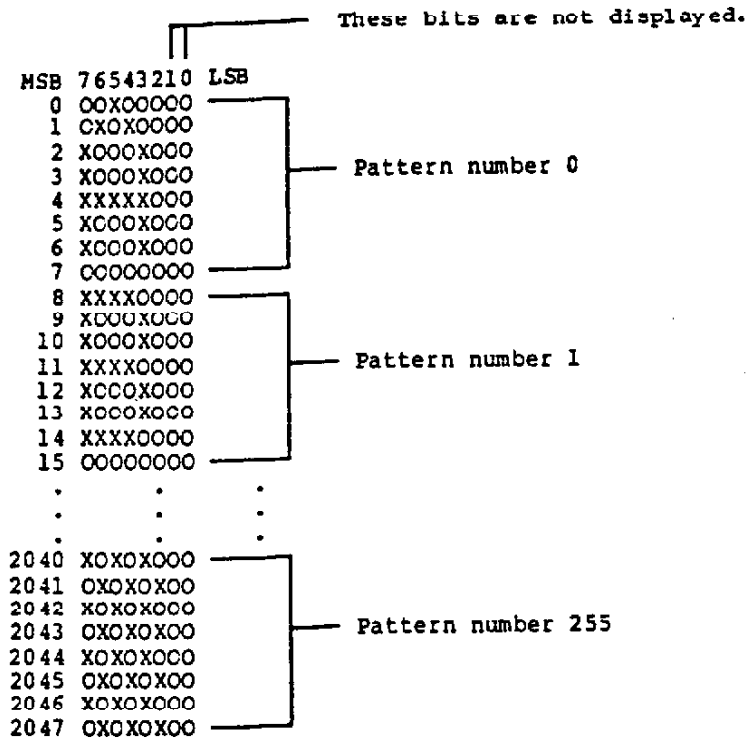 These bits are not displayed.
MSB 76543210 LSB
0 OOXOOOOO
1 OXOXOOOO
2 XOOOXOOO
3 XOOOXOOO
Pattern number 0
4 XXXXXOOO
5 XOOOXOOO
6 XOOOXOOO
7 OOOOOOOO
8 XXXXOOOO
9 XOOOXOOO
10 XOOOXOOO
11 XXXXOOOO
Pattern number 1
12 XOOOXOOO
13 XOOOXOOO
14 XXXXOOOO
15 OOOOOOOO
. . .
. . .
. . .
2040 XOXOXOOO
2041 OXOXOXOO
2042 XOXOXOOO
2043 OXOXOXOO
Pattern number 255
2044 XOXOXOOO
2045 OXOXOXOO
2046 XOXOXOOO
2047 OXOXOXOO